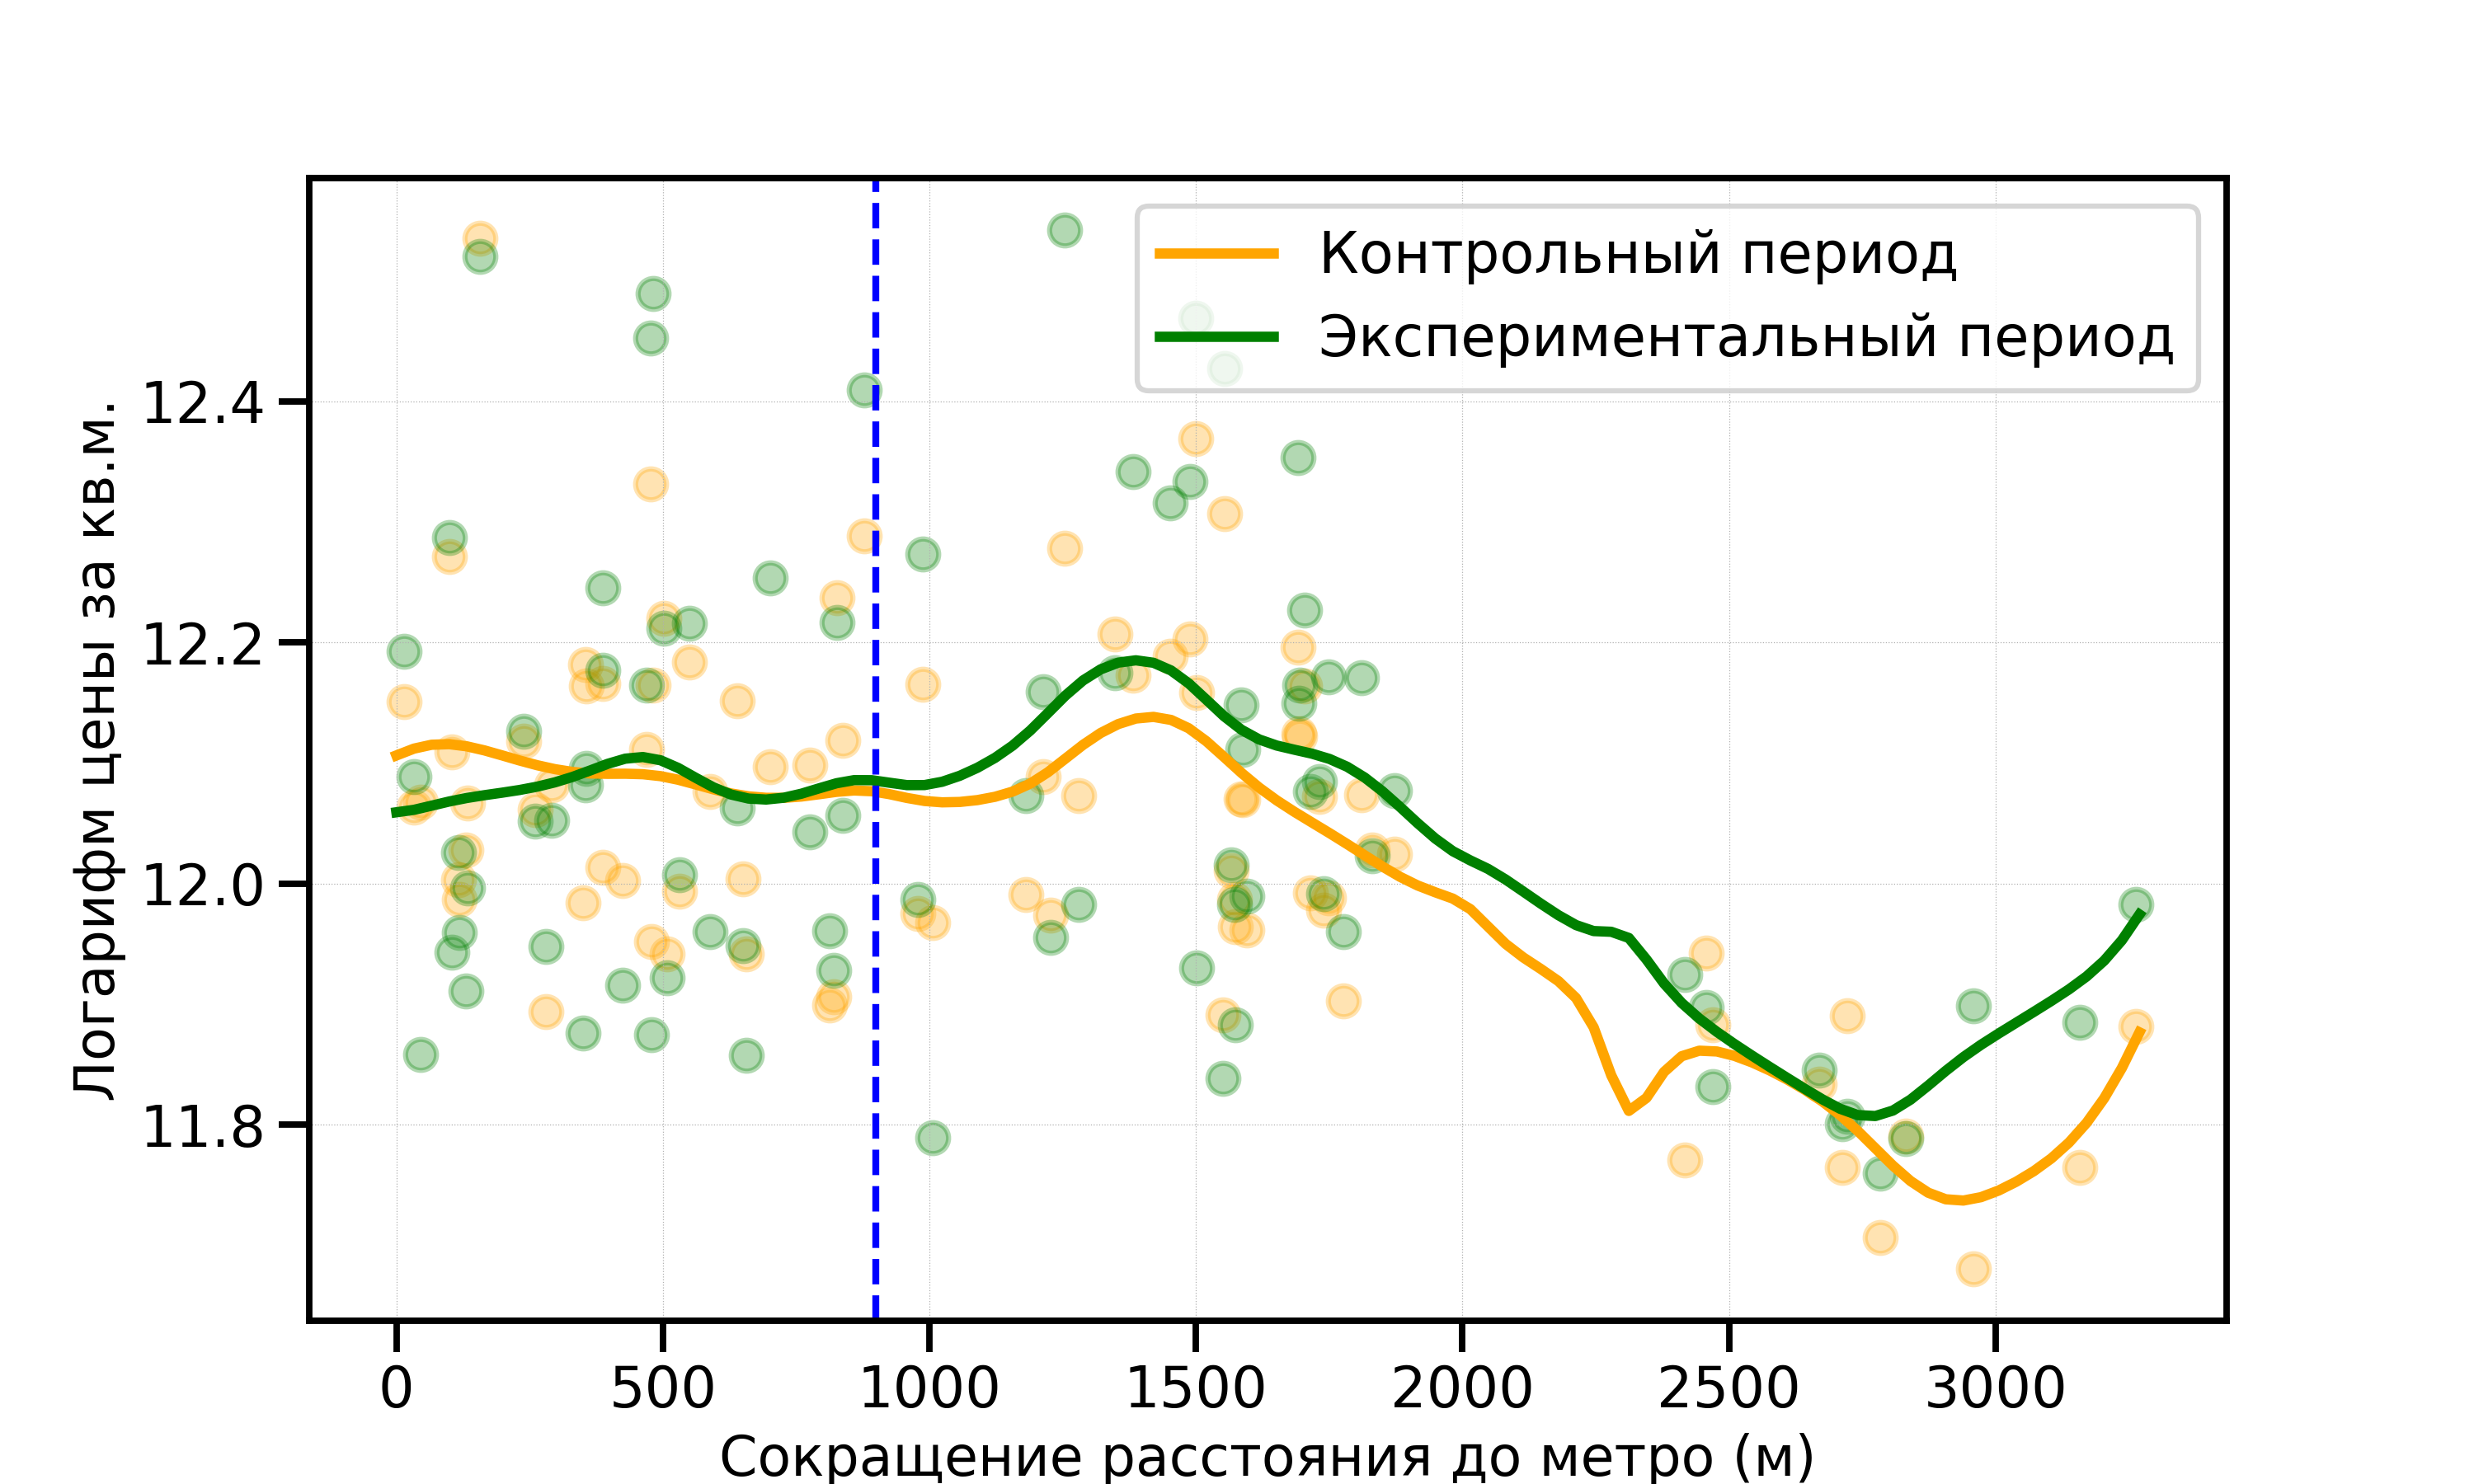 Контрольный период
Экспериментальный период
Логарифм цены за кв.м.
12.4
12.2
12.0
11.8
0 500 1000 1500 2000 2500 3000
Сокращение расстояния до метро (м)